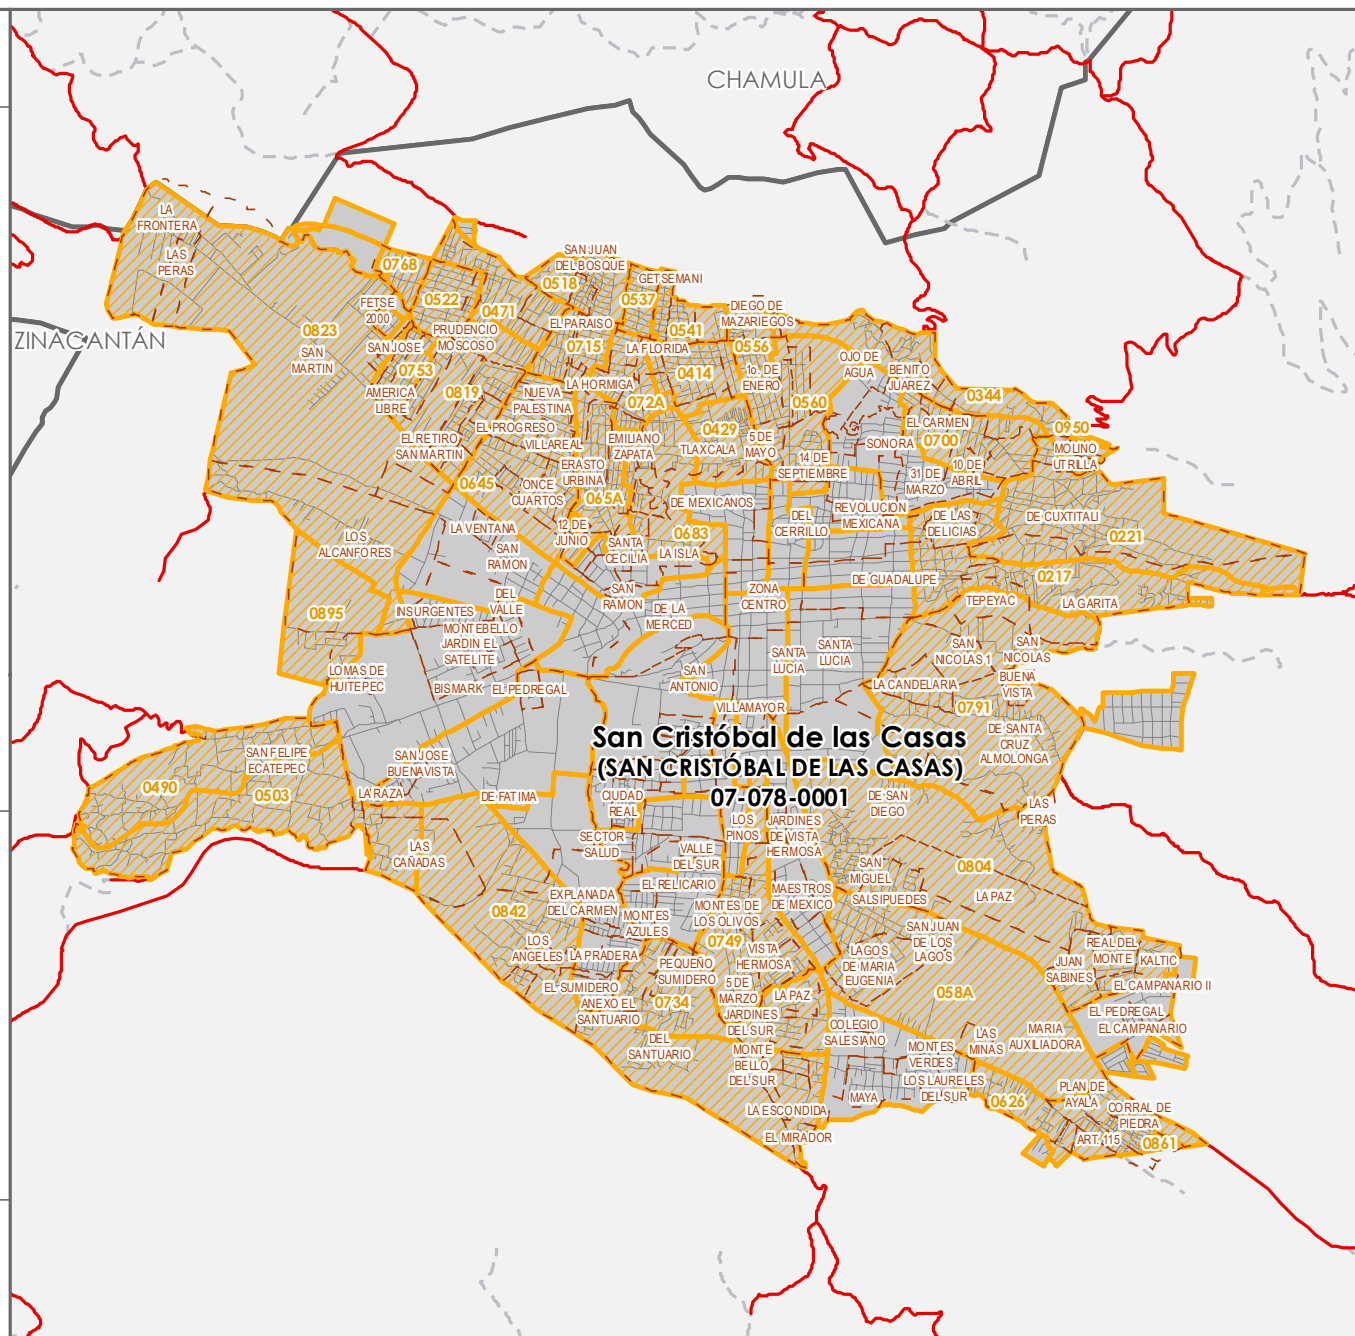 CHAMULA
LA
FRONTERA
LAS
PERAS
ZINACANTÁN
0768
FETSE
2000
0522
0471
PRUDENCIO
MOSCOSO
SAN JUAN
DEL BOSQUE
0518
GETSEMANI
0537
EL PARAISO
0541
DIEGO DE
MAZARIEGOS
0823
SAN
MARTIN
SAN JOSE
0753
AMERICA
LIBRE
0819
0715
LA FLORIDA
0414
0556
1o. DE
ENERO
OJO DE
AGUA
BENITO
JUAREZ
LA HORMIGA
072A
NUEVA
PALESTINA
EL PROGRESO
VILLAREAL
0560
0344
EL CARMEN
0700
0950
MOLINO
UTRILLA
EL RETIRO
SAN MARTIN
EMILIANO
ZAPATA
0429
TLAXCALA
5 DE
MAYO
14 DE
SEPTIEMBRE
SONORA
31 DE
MARZO
10 DE
ABRIL
0645
ONCE
CUARTOS
ERASTO
URBINA
065A
DE MEXICANOS
DEL
CERRILLO
REVOLUCION
MEXICANA
DE LAS
DELICIAS
DE CUXTITALI
0221
LOS
ALCANFORES
LA VENTANA
SAN
RAMON
12 DE
JUNIO
SANTA
CECILIA
0683
LA ISLA
0217
LA GARITA
0895
INSURGENTES
DEL
VALLE
SAN
RAMON
DE LA
MERCED
ZONA
CENTRO
DE GUADALUPE
TEPEYAC
MONTEBELLO
JARDIN EL
SATELITE
SANTA
LUCIA
SANTA
LUCIA
SAN
NICOLAS 1
SAN
NICOLAS
LOMAS DE
HUITEPEC
BISMARK
EL PEDREGAL
SAN
ANTONIO
LA CANDELARIA
BUENA
VISTA
0791
VILLAMAYOR
San Cristóbal de las Casas
(SAN CRISTÓBAL DE LAS CASAS)
07-078-0001
DE SANTA
CRUZ
ALMOLONGA
SAN FELIPE
ECATEPEC
0490
0503
SAN JOSE
BUENAVISTA
LA RAZA
DE FATIMA
CIUDAD
REAL
DE SAN
DIEGO
LAS
PERAS
LAS
CAÑADAS
SECTOR
SALUD
LOS
PINOS
JARDINES
DE VISTA
HERMOSA
VALLE
DEL SUR
SAN
MIGUEL
0804
LA PAZ
EL RELICARIO
MAESTROS
DE MEXICO
SALSIPUEDES
0842
EXPLANADA
DEL CARMEN
MONTES
AZULES
MONTES DE
LOS OLIVOS
0749
SAN JUAN
DE LOS
LAGOS
LOS
ANGELES
LA PRADERA
PEQUEÑO
SUMIDERO
VISTA
HERMOSA
LAGOS
DE MARIA
EUGENIA
REAL DEL
MONTE
KALTIC
JUAN
SABINES
EL CAMPANARIO II
EL SUMIDERO
ANEXO EL
SANTUARIO
0734
5 DE
MARZO
LA PAZ
058A
JARDINES
DEL SUR
EL PEDREGAL
EL CAMPANARIO
COLEGIO
SALESIANO
LAS
MINAS
MARIA
AUXILIADORA
DEL
SANTUARIO
MONTE
BELLO
DEL SUR
MONTES
VERDES
LOS LAURELES
DEL SUR
MAYA
0626
PLAN DE
AYALA
LA ESCONDIDA
EL MIRADOR
CORRAL DE
PIEDRA
ART. 115
0861